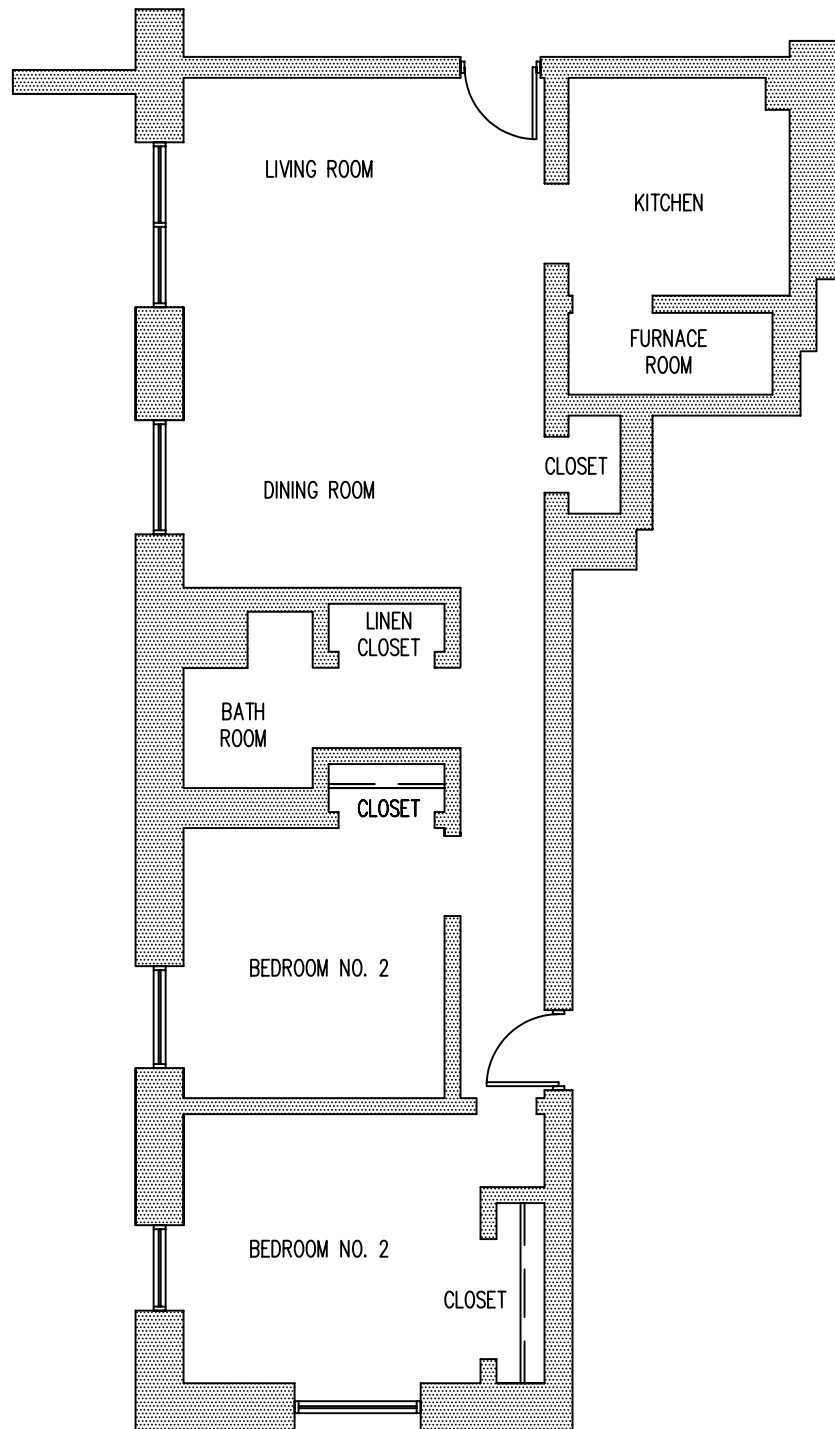 LIVING ROOM
KITCHEN
FURNACE
ROOM
CLOSET
DINING ROOM
LINEN
CLOSET
BATH
ROOM
CLOSET
BEDROOM NO. 2
BEDROOM NO. 2
CLOSET